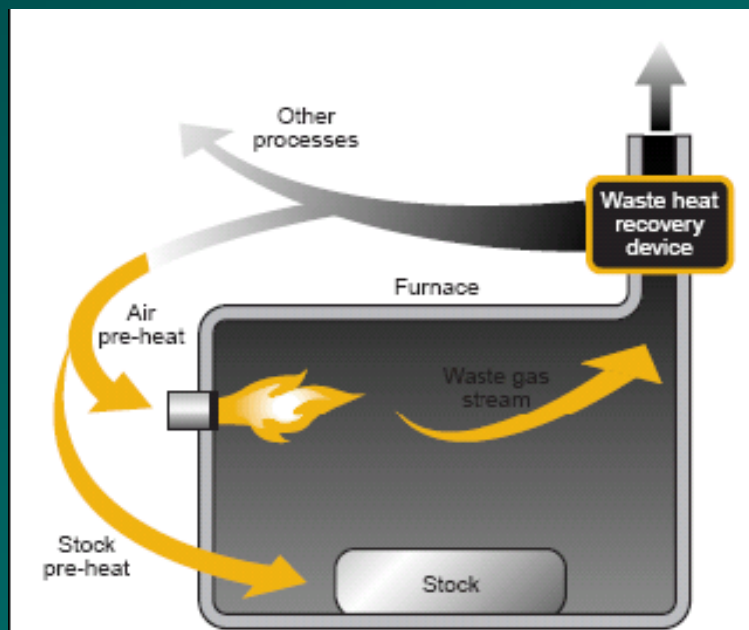 Other
processes
Waste heat
recovery
device
Furnace
Air
pre-heat
Waste gas
stream
Stock
pre-heat
Stock